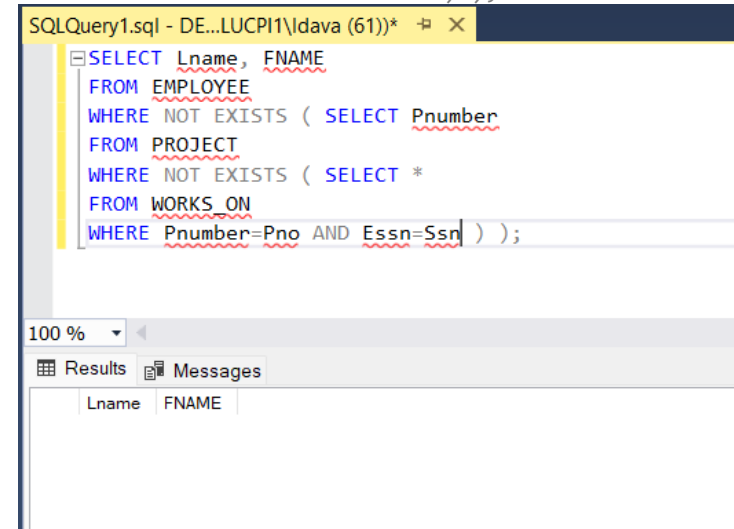 SQLQuery1.sql - DE...LUCPI1\ldava (61))*
SELECT Lname, FNAME
FROM EMPLOYEE
WHERE NOT EXISTS ( SELECT Pnumber
FROM PROJECT
WHERE NOT EXISTS ( SELECT *
FROM WORKS_ON
WHERE Pnumber=Pno AND Essn=Ssn ) );
100 %
Results Messages
Lname FNAME